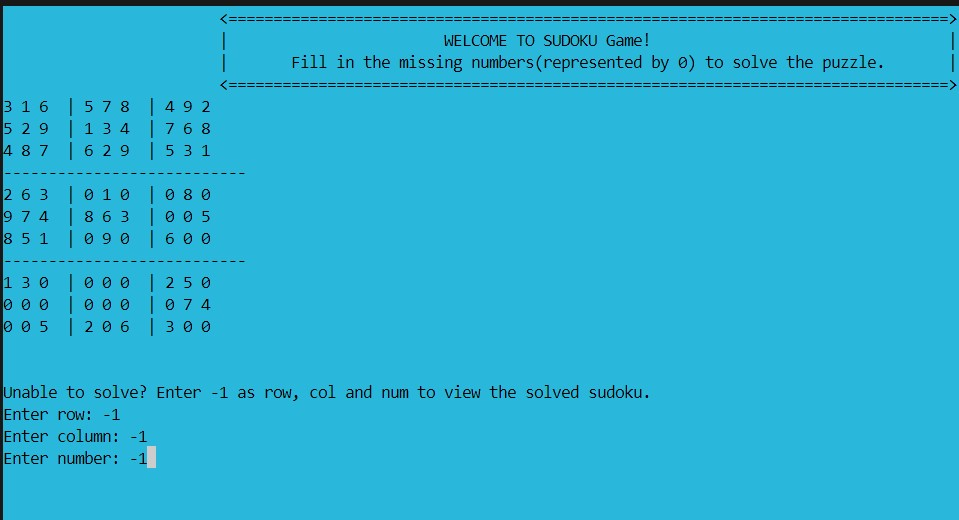 <================================================================================>
|                        WELCOME TO SUDOKU Game!                                 |
|       Fill in the missing numbers(represented by 0) to solve the puzzle.       |
<================================================================================>
3 1 6  | 5 7 8  | 4 9 2
5 2 9  | 1 3 4  | 7 6 8
4 8 7  | 6 2 9  | 5 3 1
---------------------------
2 6 3  | 0 1 0  | 0 8 0
9 7 4  | 8 6 3  | 0 0 5
8 5 1  | 0 9 0  | 6 0 0
---------------------------
1 3 0  | 0 0 0  | 2 5 0
0 0 0  | 0 0 0  | 0 7 4
0 0 5  | 2 0 6  | 3 0 0
Unable to solve? Enter -1 as row, col and num to view the solved sudoku.
Enter row: -1
Enter column: -1
Enter number: -1